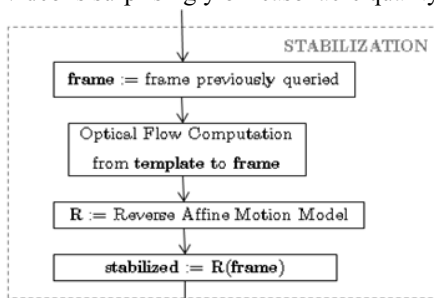 STABILIZATION
frame := frame previously queried
Optical Flow Computation
from template to frame
R := Reverse Affine Motion Model
stabilized := R(frame)